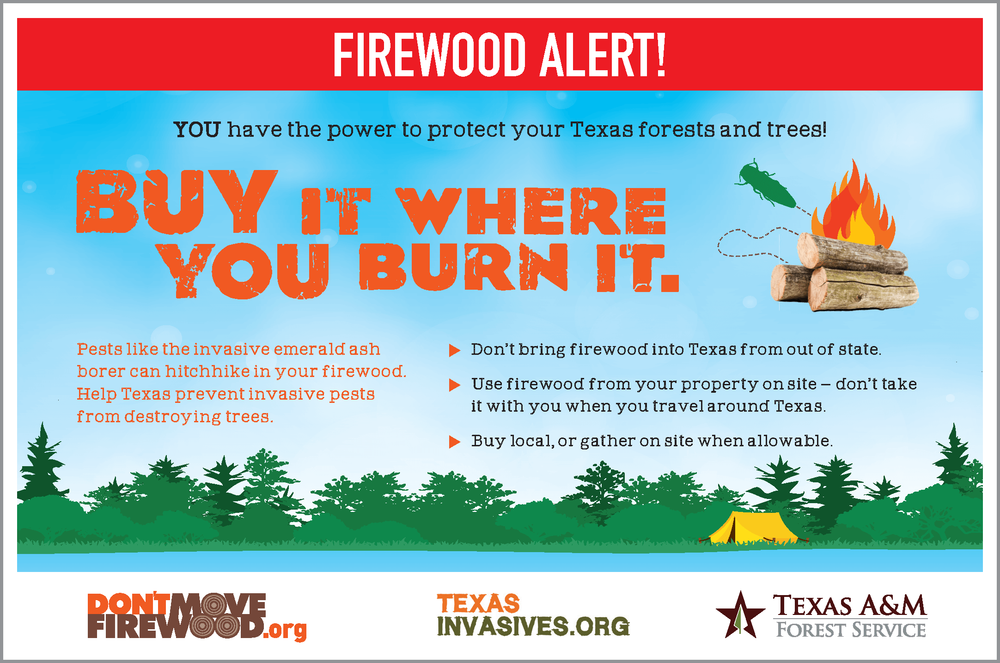 FIREWOOD ALERT!
YOU have the power to protect your Texas forests and trees!
BUY IT WHERE
YOU BURN IT.
Pests like the invasive emerald ash
borer can hitchhike in your firewood.
Help Texas prevent invasive pests
from destroying trees.
Don't bring firewood into Texas from out of state.
Use firewood from your property on site – don't take
it with you when you travel around Texas.
Buy local, or gather on site when allowable.
DON'T MOVE
FIREWOOD.org
TEXAS
INVASIVES.ORG
TEXAS A&M
FOREST SERVICE